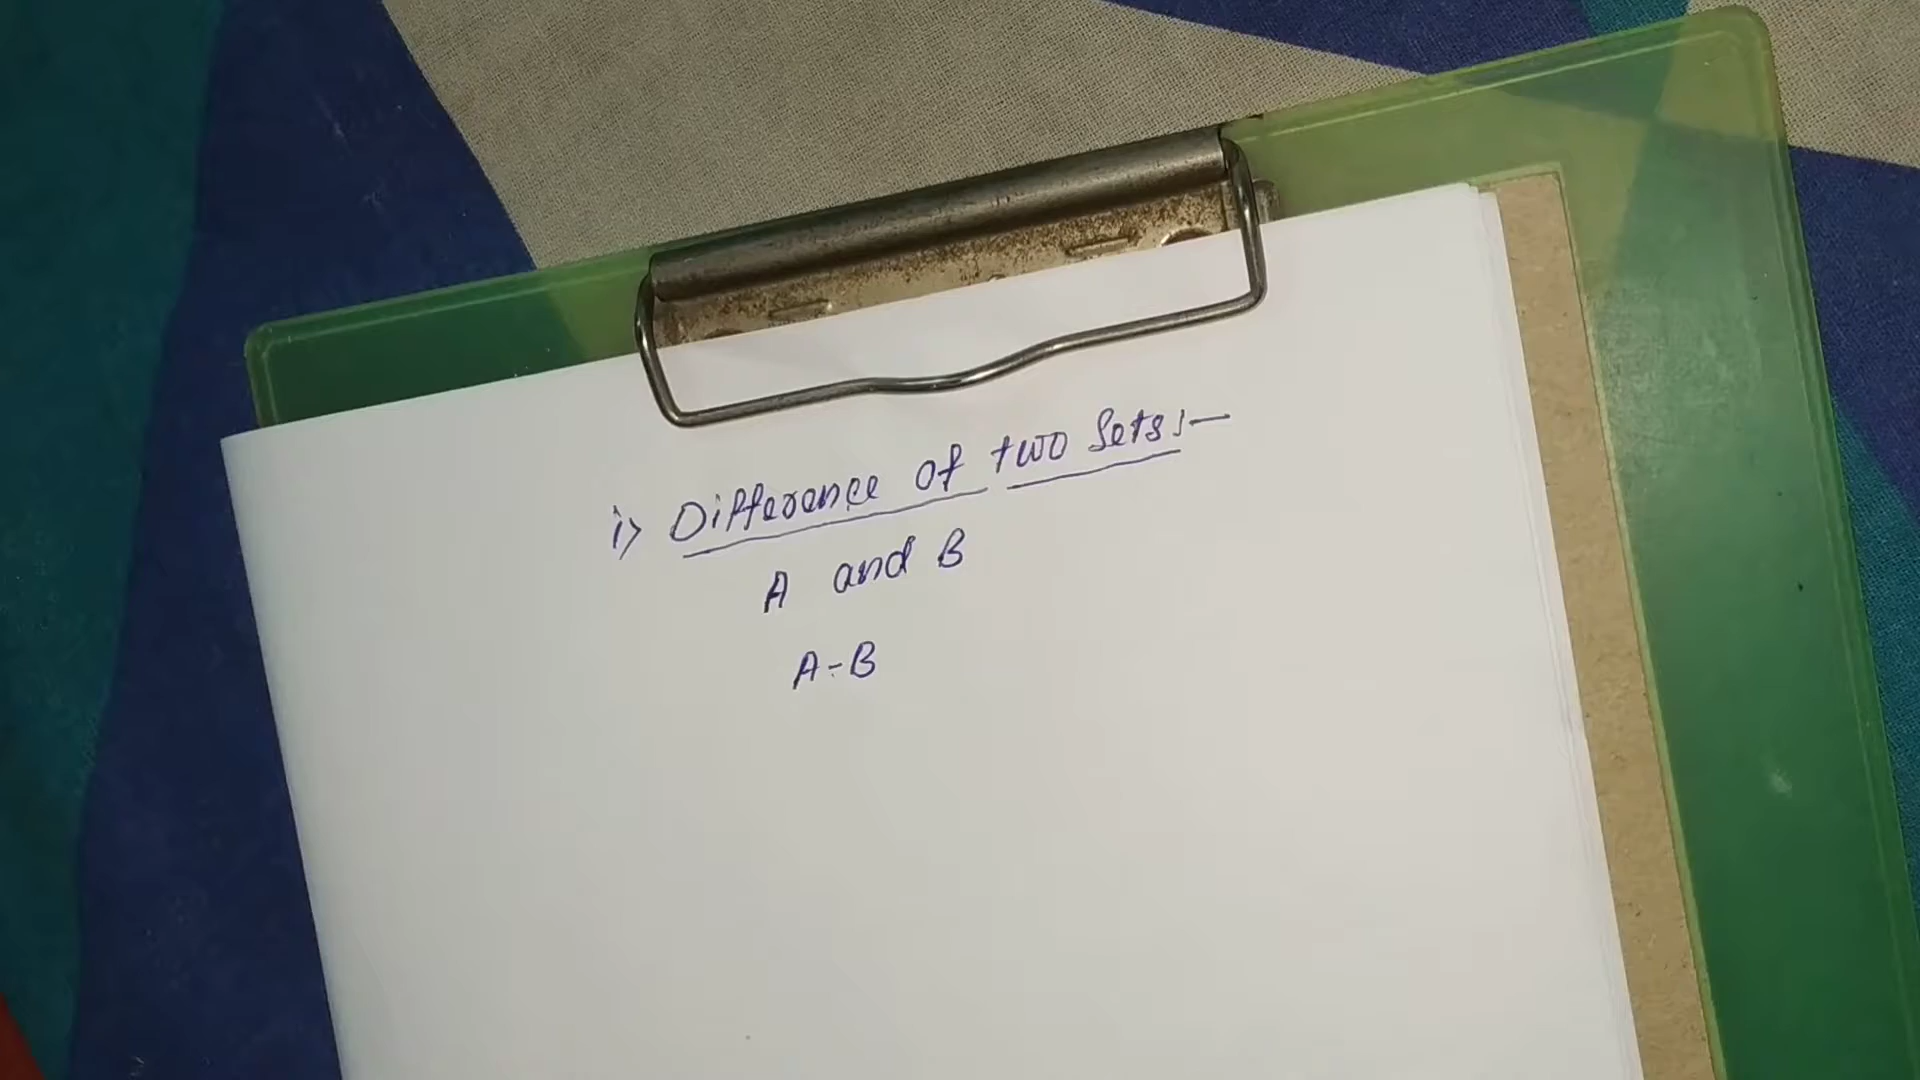 i> Difference of two Sets:-
A and B
A-B